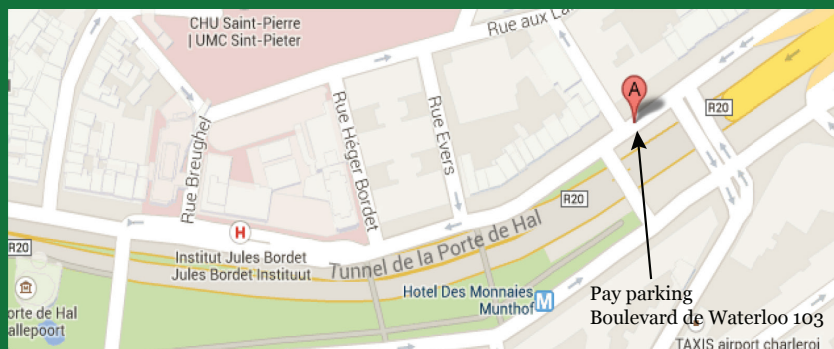 CHU Saint-Pierre
| UMC Sint-Pieter
Rue aux La
A
R20
Rue Breughel
Rue Héger Bordet
Rue Evers
R20
R20
H
Institut Jules Bordet
Jules Bordet Instituut
Tunnel de la Porte de Hal
orte de Hal
allepoort
Hotel Des Monnaies
Munthof
M
Pay parking
Boulevard de Waterloo 103
TAXIS airport charleroi